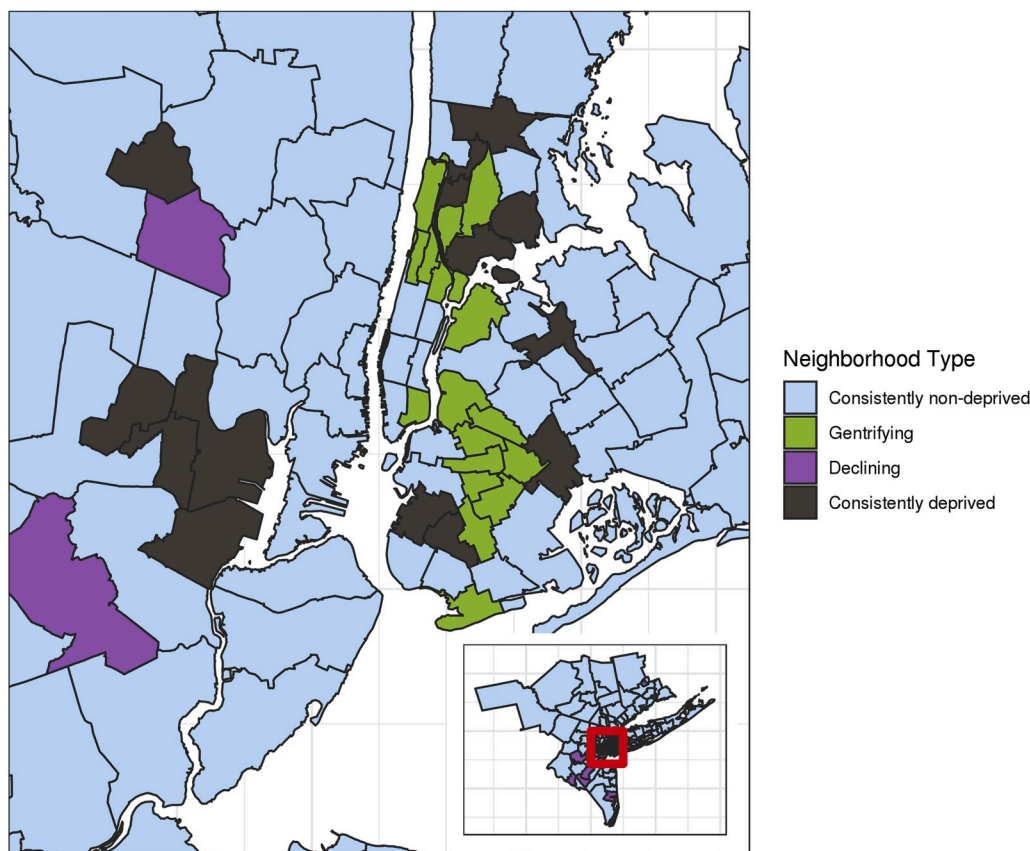 Neighborhood Type
Consistently non-deprived
Gentrifying
Declining
Consistently deprived